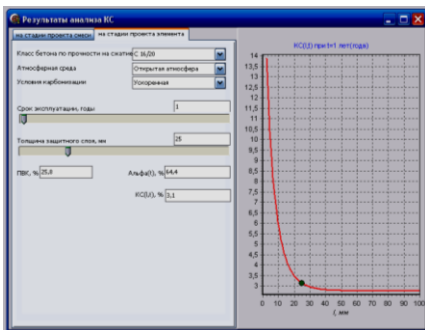 Результаты анализа КС
на стадии проекта смеси
на стадии проекта элемента
Класс бетона по прочности на сжатие С 16/20
Атмосферная среда Открытая атмосфера
Условия карбонизации Ускоренная
Срок эксплуатации, годы 1
Толщина защитного слоя, мм 25
ПВК, % 25,8
Альфа(t), % 64,4
КС(l,t), % 3,1
КС(l,t) при t=1 лет(года)
14
13,5
13
12,5
12
11,5
11
10,5
10
9,5
9
8,5
8
7,5
7
6,5
6
5,5
5
4,5
4
3,5
3
0 10 20 30 40 50 60 70 80 90 100
l, мм